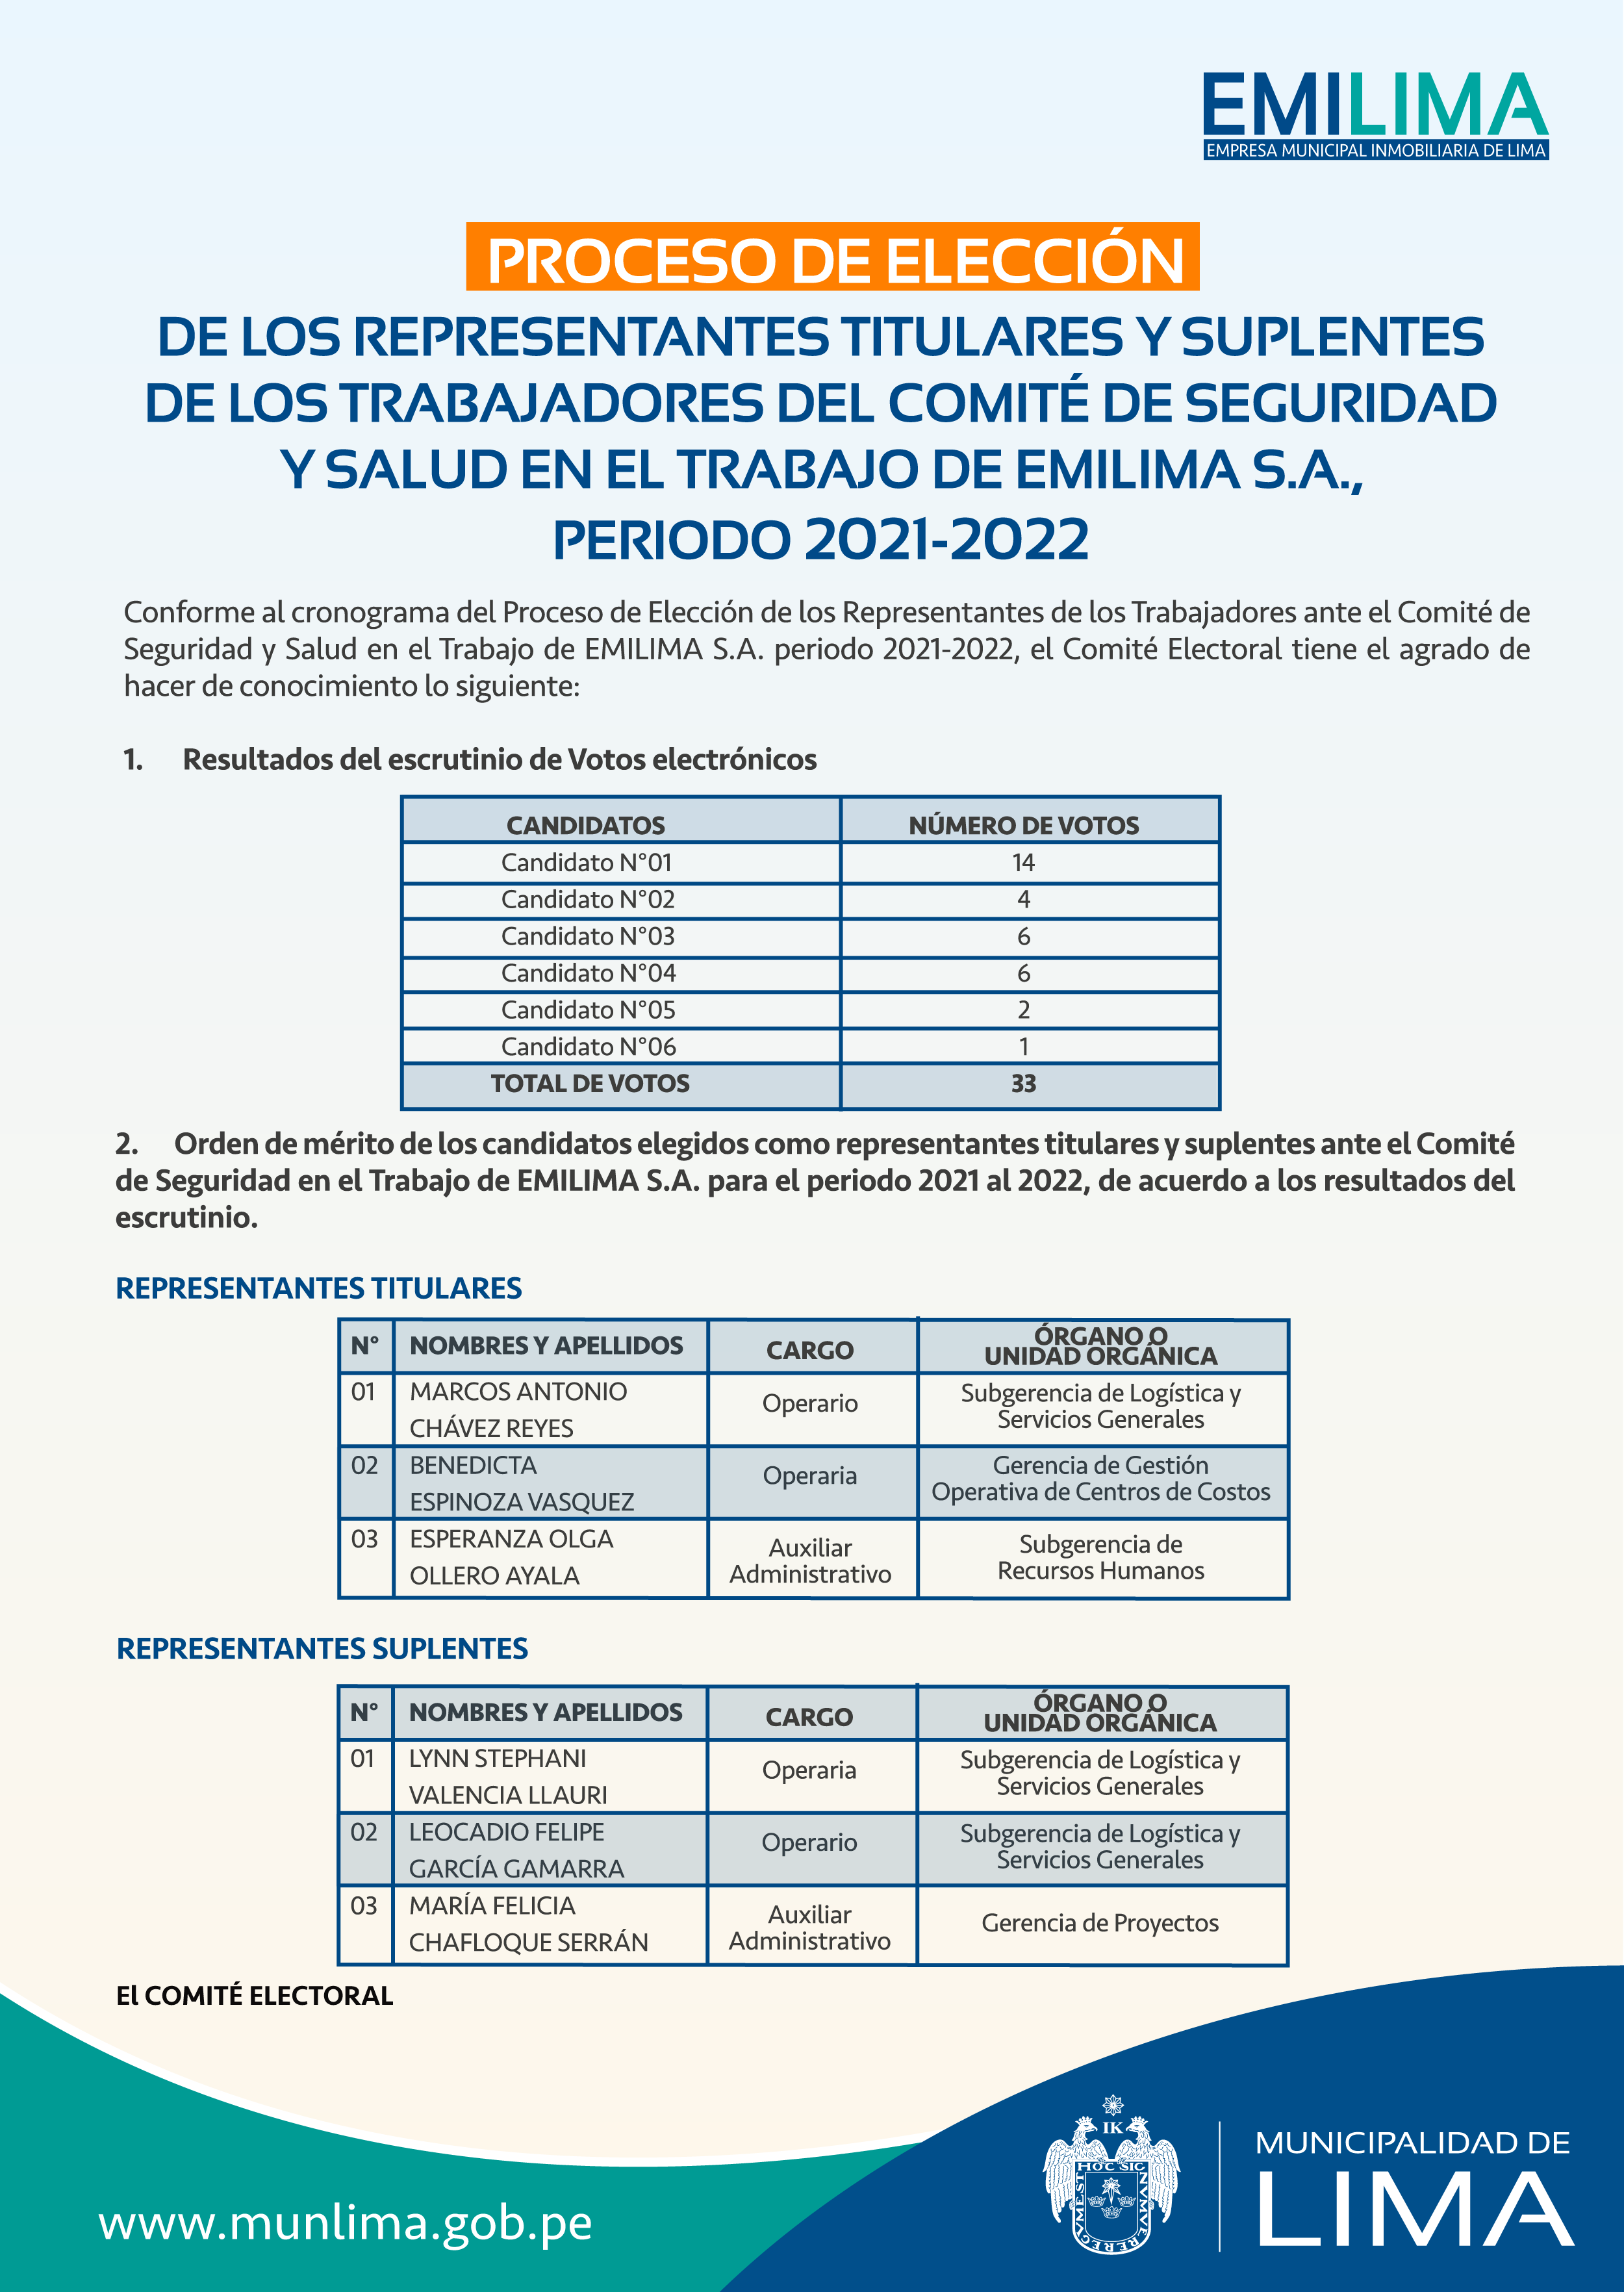 EMILIMA
EMPRESA MUNICIPAL INMOBILIARIA DE LIMA
PROCESO DE ELECCIÓN
DE LOS REPRESENTANTES TITULARES Y SUPLENTES
DE LOS TRABAJADORES DEL COMITÉ DE SEGURIDAD
Y SALUD EN EL TRABAJO DE EMILIMA S.A.,
PERIODO 2021-2022
Conforme al cronograma del Proceso de Elección de los Representantes de los Trabajadores ante el Comité de
Seguridad y Salud en el Trabajo de EMILIMA S.A. periodo 2021-2022, el Comité Electoral tiene el agrado de
hacer de conocimiento lo siguiente:
1. Resultados del escrutinio de Votos electrónicos
CANDIDATOS NÚMERO DE VOTOS
Candidato N°01 14
Candidato N°02 4
Candidato N°03 6
Candidato N°04 6
Candidato N°05 2
Candidato N°06 1
TOTAL DE VOTOS 33
2. Orden de mérito de los candidatos elegidos como representantes titulares y suplentes ante el Comité
de Seguridad en el Trabajo de EMILIMA S.A. para el periodo 2021 al 2022, de acuerdo a los resultados del
escrutinio.
REPRESENTANTES TITULARES
N° NOMBRES Y APELLIDOS CARGO ÓRGANO O
UNIDAD ORGÁNICA
01 MARCOS ANTONIO
CHÁVEZ REYES
Operario
Subgerencia de Logística y
Servicios Generales
02 BENEDICTA
ESPINOZA VASQUEZ
Operaria
Gerencia de Gestión
Operativa de Centros de Costos
03 ESPERANZA OLGA
OLLERO AYALA
Auxiliar
Administrativo
Subgerencia de
Recursos Humanos
REPRESENTANTES SUPLENTES
N° NOMBRES Y APELLIDOS CARGO ÓRGANO O
UNIDAD ORGÁNICA
01 LYNN STEPHANI
VALENCIA LLAURI
Operaria
Subgerencia de Logística y
Servicios Generales
02 LEOCADIO FELIPE
GARCÍA GAMARRA
Operario
Subgerencia de Logística y
Servicios Generales
03 MARÍA FELICIA
CHAFLOQUE SERRÁN
Auxiliar
Administrativo
Gerencia de Proyectos
El COMITÉ ELECTORAL
www.munlima.gob.pe
IK
HOC SIC
MUNICIPALIDAD DE
LIMA